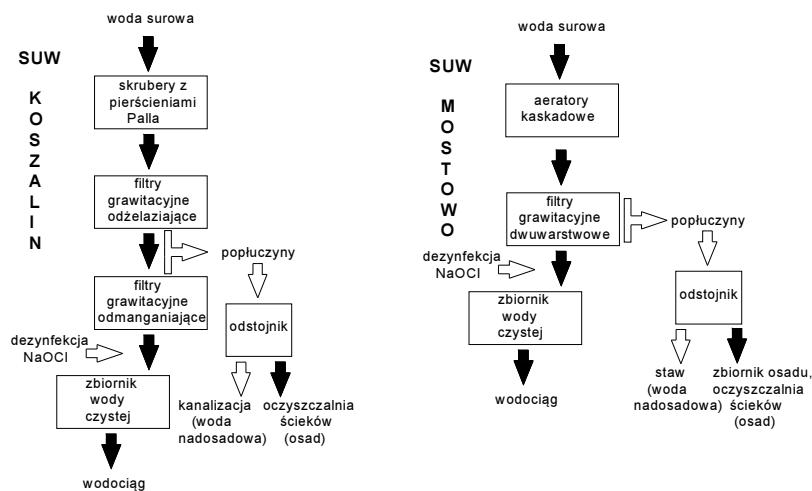 woda surowa
SUW
K
O
S
Z
A
L
I
N
skrubery z
pierścieniami
Palla
filtry
grawitacyjne
odżelaziające
popłuczyny
filtry
grawitacyjne
odmanganiające
odstojnik
dezynfekcja
NaOCl
zbiornik
wody
czystej
kanalizacja
(woda
nadosadowa)
oczyszczalnia
ścieków
(osad)
wodociąg
woda surowa
SUW
M
O
S
T
O
W
O
aeratory
kaskadowe
filtry
grawitacyjne
dwuwarstwowe
popłuczyny
dezynfekcja
NaOCl
zbiornik
wody
czystej
odstojnik
staw
(woda
nadosadowa)
zbiornik osadu,
oczyszczalnia
ścieków
(osad)
wodociąg